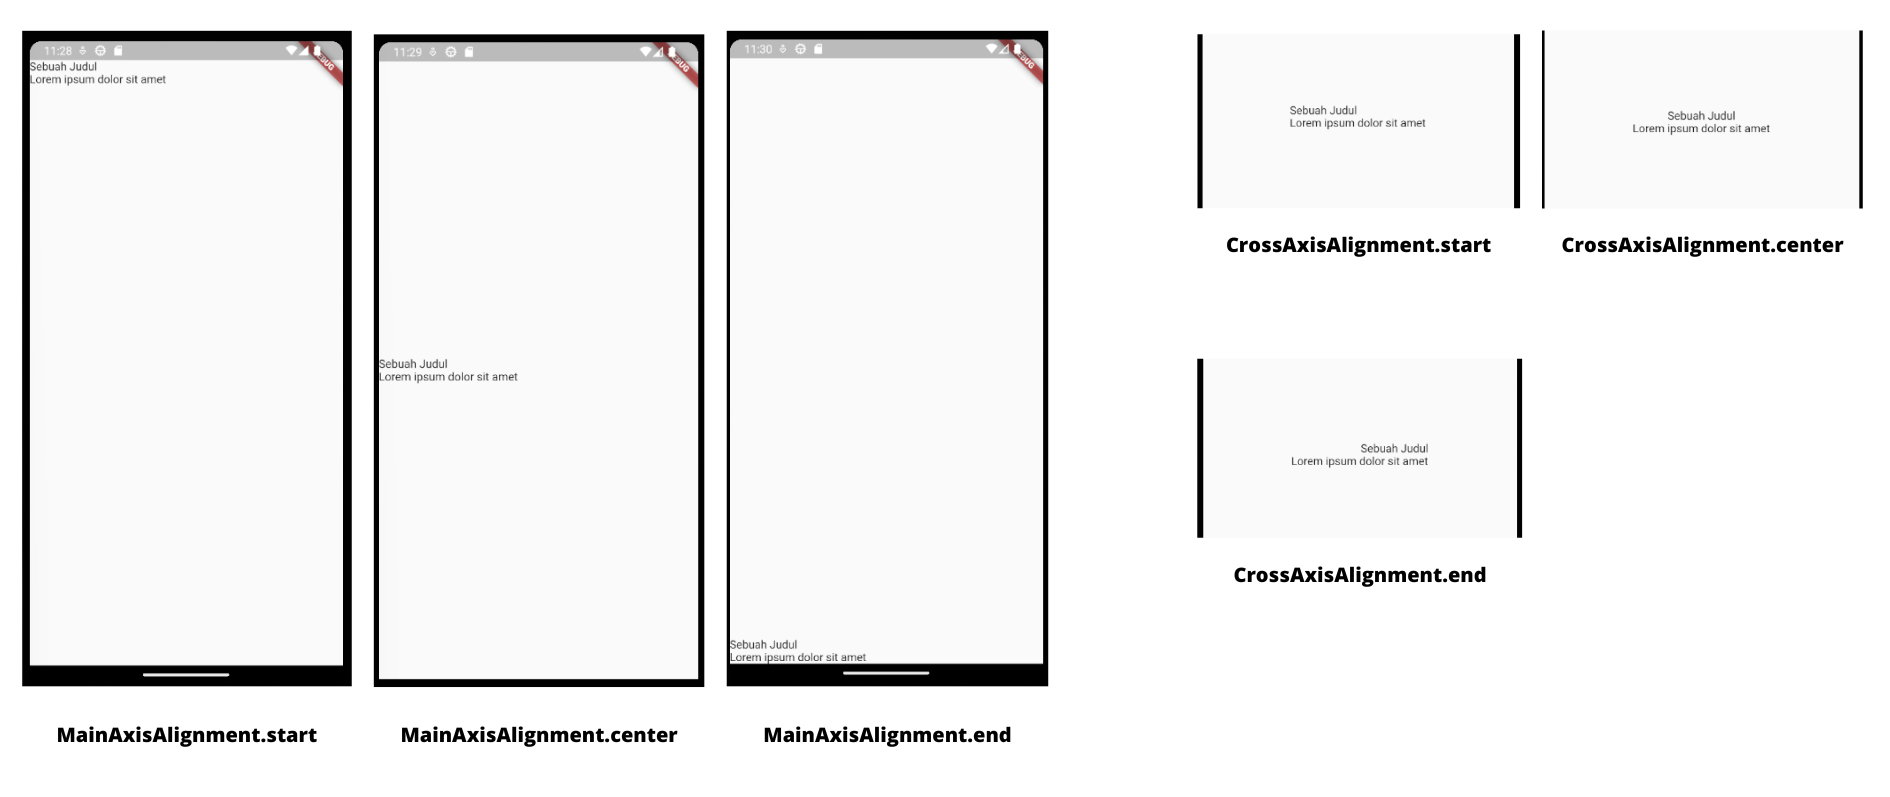 11:28
Sebuah Judul
Lorem ipsum dolor sit amet
MainAxisAlignment.start
11:29
Sebuah Judul
Lorem ipsum dolor sit amet
MainAxisAlignment.center
11:30
Sebuah Judul
Lorem ipsum dolor sit amet
MainAxisAlignment.end
Sebuah Judul
Lorem ipsum dolor sit amet
CrossAxisAlignment.start
Sebuah Judul
Lorem ipsum dolor sit amet
CrossAxisAlignment.center
Sebuah Judul
Lorem ipsum dolor sit amet
CrossAxisAlignment.end